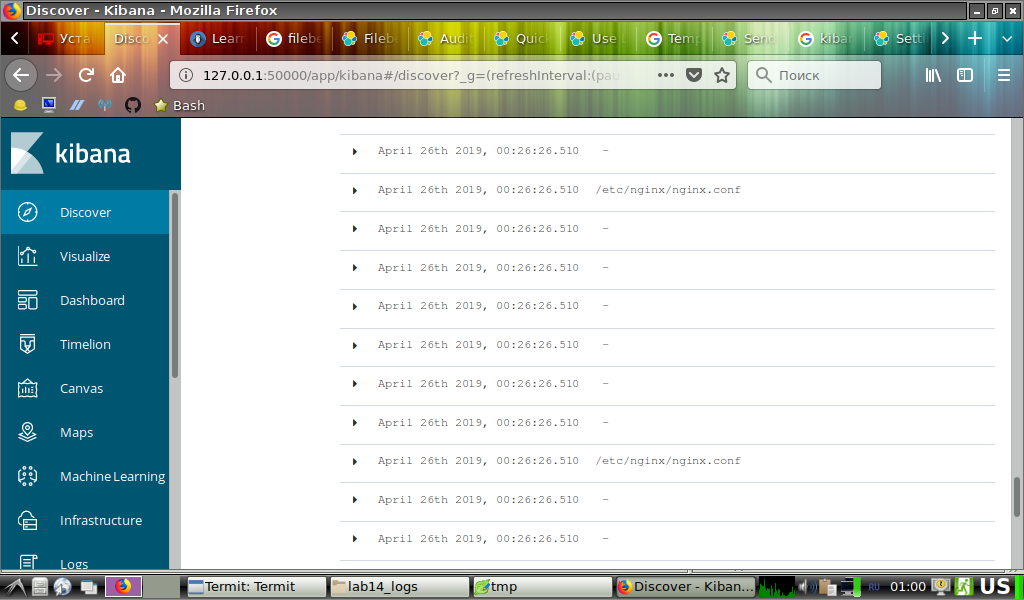 Discover - Kibana - Mozilla Firefox
Уста Disco Learn filebe Fileb Audit Quick Use L Temp Send kiba Setti
127.0.0.1:50000/app/kibana#/discover?_g=(refreshInterval:(pau Поиск
Bash
kibana
Discover
Visualize
Dashboard
Timelion
Canvas
Maps
Machine Learning
Infrastructure
Logs
April 26th 2019, 00:26:26.510 -
April 26th 2019, 00:26:26.510 /etc/nginx/nginx.conf
April 26th 2019, 00:26:26.510 -
April 26th 2019, 00:26:26.510 -
April 26th 2019, 00:26:26.510 -
April 26th 2019, 00:26:26.510 -
April 26th 2019, 00:26:26.510 -
April 26th 2019, 00:26:26.510 -
April 26th 2019, 00:26:26.510 /etc/nginx/nginx.conf
April 26th 2019, 00:26:26.510 -
April 26th 2019, 00:26:26.510 -
Termit: Termit lab14_logs tmp Discover - Kiban... RU 01:00 US